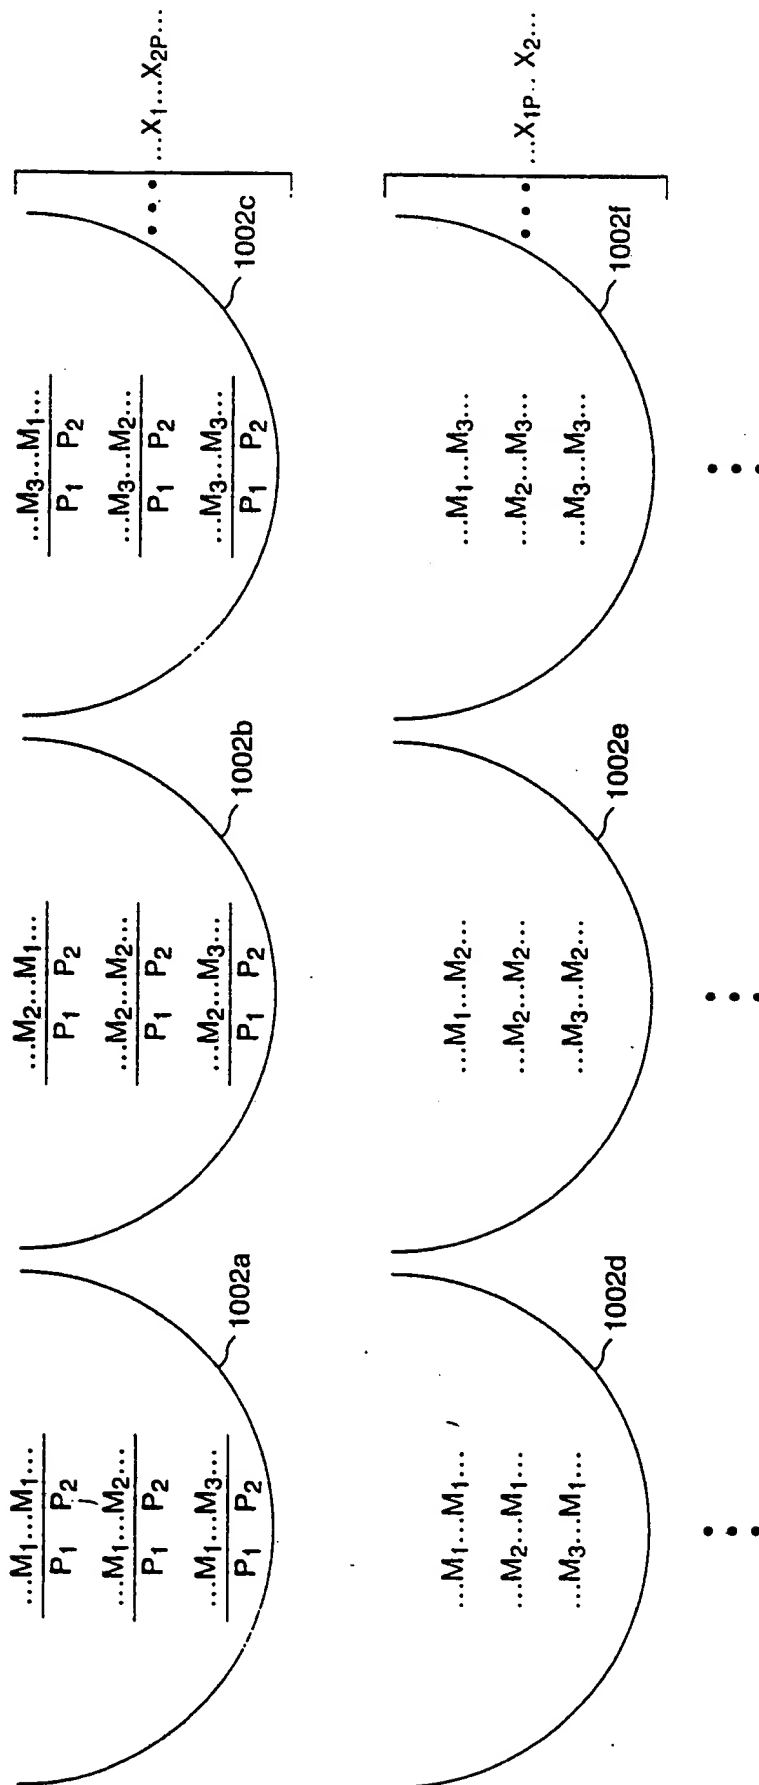 ...M₁...M₁...
P₁ P₂
...M₁...M₂...
P₁ P₂
...M₁...M₃...
P₁ P₂
1002a
...M₂...M₁...
P₁ P₂
...M₂...M₂...
P₁ P₂
...M₂...M₃...
P₁ P₂
1002b
...M₃...M₁...
P₁ P₂
...M₃...M₂...
P₁ P₂
...M₃...M₃...
P₁ P₂
1002c
...X₁...X₂ₚ...
...M₁...M₁...
...M₂...M₁...
...M₃...M₁...
1002d
...M₁...M₂...
...M₂...M₂...
...M₃...M₂...
1002e
...M₁...M₃...
...M₂...M₃...
...M₃...M₃...
1002f
...X₁ₚ...X₂...